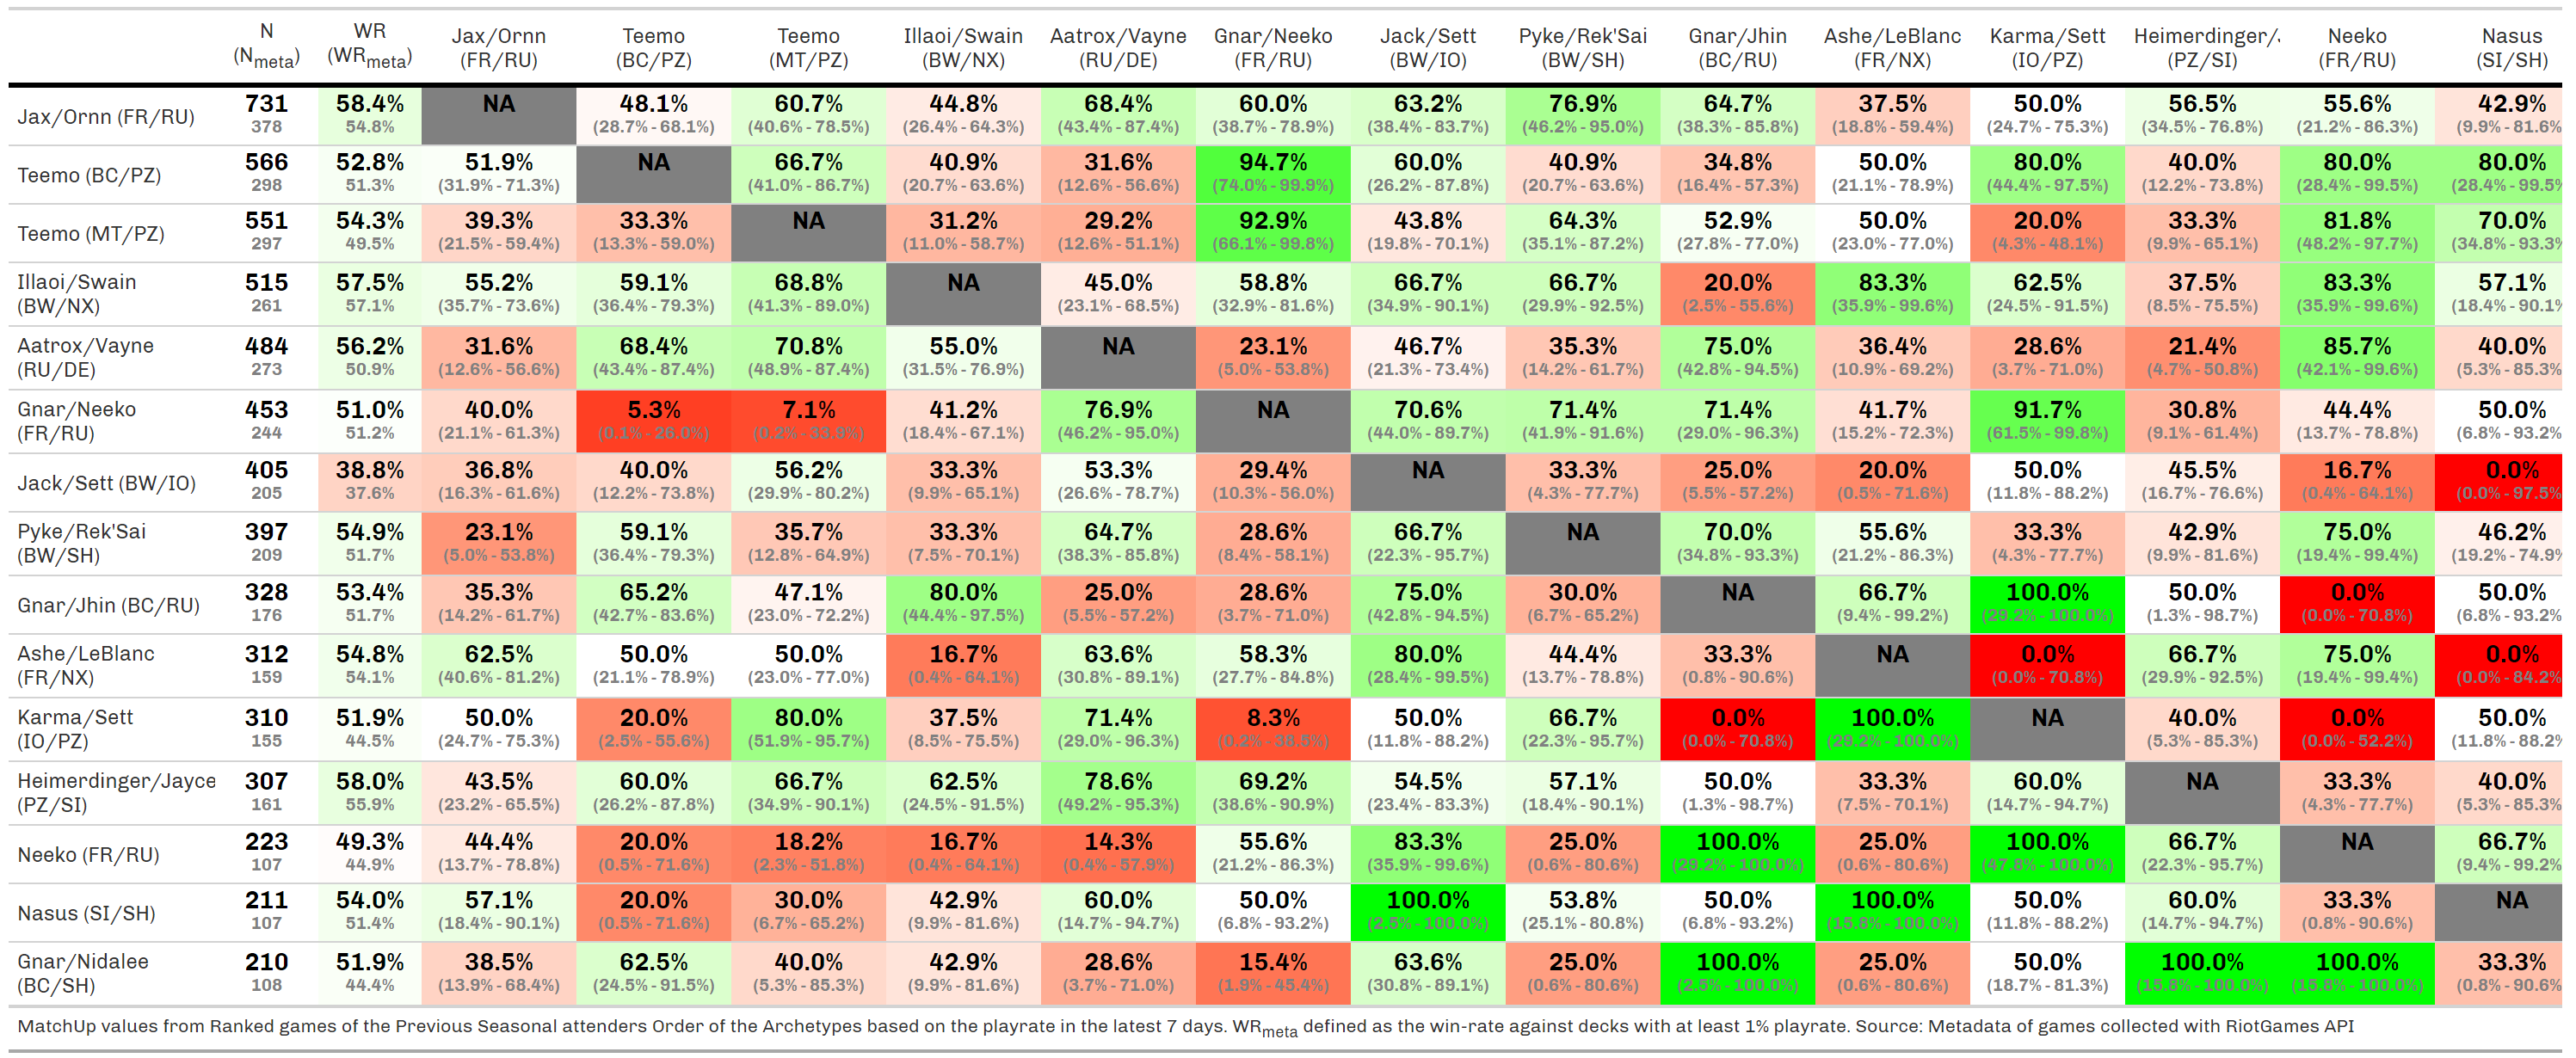 N WR Jax/Ornn Teemo Teemo Illaoi/Swain Aatrox/Vayne Gnar/Neeko Jack/Sett Pyke/Rek'Sai Gnar/Jhin Ashe/LeBlanc Karma/Sett Heimerdinger/ Neeko Nasus
(Nmeta) (WRmeta) (FR/RU) (BC/PZ) (MT/PZ) (BW/NX) (RU/DE) (FR/RU) (BW/IO) (BW/SH) (BC/RU) (FR/NX) (IO/PZ) (PZ/SI) (FR/RU) (SI/SH)
Jax/Ornn (FR/RU) 731 58.4% NA 48.1% 60.7% 44.8% 68.4% 60.0% 63.2% 76.9% 64.7% 37.5% 50.0% 56.5% 55.6% 42.9%
378 54.8% (28.7% - 68.1%) (40.6% - 78.5%) (26.4% - 64.3%) (43.4% - 87.4%) (38.7% - 78.9%) (38.4% - 83.7%) (46.2% - 95.0%) (38.3% - 85.8%) (18.8% - 59.4%) (24.7% - 75.3%) (34.5% - 76.8%) (21.2% - 86.3%) (9.9% - 81.6%
Teemo (BC/PZ) 566 52.8% 51.9% NA 66.7% 40.9% 31.6% 94.7% 60.0% 40.9% 34.8% 50.0% 80.0% 40.0% 80.0% 80.0%
298 51.3% (31.9% - 71.3%) (41.0% - 86.7%) (20.7% - 63.6%) (12.6% - 56.6%) (74.0% - 99.9%) (26.2% - 87.8%) (20.7% - 63.6%) (16.4% - 57.3%) (21.1% - 78.9%) (44.4% - 97.5%) (12.2% - 73.8%) (28.4% - 99.5%) (28.4% - 99.5%
Teemo (MT/PZ) 551 54.3% 39.3% 33.3% NA 31.2% 29.2% 92.9% 43.8% 64.3% 52.9% 50.0% 20.0% 33.3% 81.8% 70.0%
297 49.5% (21.5% - 59.4%) (13.3% - 59.0%) (11.0% - 58.7%) (12.6% - 51.1%) (66.1% - 99.8%) (19.8% - 70.1%) (35.1% - 87.2%) (27.8% - 77.0%) (23.0% - 77.0%) (4.3% - 48.1%) (9.9% - 65.1%) (48.2% - 97.7%) (34.8% - 93.3%
Illaoi/Swain 515 57.5% 55.2% 59.1% 68.8% NA 45.0% 58.8% 66.7% 66.7% 20.0% 83.3% 62.5% 37.5% 83.3% 57.1%
(BW/NX) 261 57.1% (35.7% - 73.6%) (36.4% - 79.3%) (41.3% - 89.0%) (23.1% - 68.5%) (32.9% - 81.6%) (34.9% - 90.1%) (29.9% - 92.5%) (2.5% - 55.6%) (35.9% - 99.6%) (24.5% - 91.5%) (8.5% - 75.5%) (35.9% - 99.6%) (18.4% - 90.1%
Aatrox/Vayne 484 56.2% 31.6% 68.4% 70.8% 55.0% NA 23.1% 46.7% 35.3% 75.0% 36.4% 28.6% 21.4% 85.7% 40.0%
(RU/DE) 273 50.9% (12.6% - 56.6%) (43.4% - 87.4%) (48.9% - 87.4%) (31.5% - 76.9%) (5.0% - 53.8%) (21.3% - 73.4%) (14.2% - 61.7%) (42.8% - 94.5%) (10.9% - 69.2%) (3.7% - 71.0%) (4.7% - 50.8%) (42.1% - 99.6%) (5.3% - 85.3%
Gnar/Neeko 453 51.0% 40.0% 5.3% 7.1% 41.2% 76.9% NA 70.6% 71.4% 71.4% 41.7% 91.7% 30.8% 44.4% 50.0%
(FR/RU) 244 51.2% (21.1% - 61.3%) (0.1% - 26.0%) (0.2% - 33.9%) (18.4% - 67.1%) (46.2% - 95.0%) (44.0% - 89.7%) (41.9% - 91.6%) (29.0% - 96.3%) (15.2% - 72.3%) (61.5% - 99.8%) (9.1% - 61.4%) (13.7% - 78.8%) (6.8% - 93.2%
Jack/Sett (BW/IO) 405 38.8% 36.8% 40.0% 56.2% 33.3% 53.3% 29.4% NA 33.3% 25.0% 20.0% 50.0% 45.5% 16.7% 0.0%
205 37.6% (16.3% - 61.6%) (12.2% - 73.8%) (29.9% - 80.2%) (9.9% - 65.1%) (26.6% - 78.7%) (10.3% - 56.0%) (4.3% - 77.7%) (5.5% - 57.2%) (0.5% - 71.6%) (11.8% - 88.2%) (16.7% - 76.6%) (0.4% - 64.1%) (0.0% - 97.5%
Pyke/Rek'Sai 397 54.9% 23.1% 59.1% 35.7% 33.3% 64.7% 28.6% 66.7% NA 70.0% 55.6% 33.3% 42.9% 75.0% 46.2%
(BW/SH) 209 51.7% (5.0% - 53.8%) (36.4% - 79.3%) (12.8% - 64.9%) (7.5% - 70.1%) (38.3% - 85.8%) (8.4% - 58.1%) (22.3% - 95.7%) (34.8% - 93.3%) (21.2% - 86.3%) (4.3% - 77.7%) (9.9% - 81.6%) (19.4% - 99.4%) (19.2% - 74.9%
Gnar/Jhin (BC/RU) 328 53.4% 35.3% 65.2% 47.1% 80.0% 25.0% 28.6% 75.0% 30.0% NA 66.7% 100.0% 50.0% 0.0% 50.0%
176 51.7% (14.2% - 61.7%) (42.7% - 83.6%) (23.0% - 72.2%) (44.4% - 97.5%) (5.5% - 57.2%) (3.7% - 71.0%) (42.8% - 94.5%) (6.7% - 65.2%) (9.4% - 99.2%) (29.2% - 100.0%) (1.3% - 98.7%) (0.0% - 70.8%) (6.8% - 93.2%
Ashe/LeBlanc 312 54.8% 62.5% 50.0% 50.0% 16.7% 63.6% 58.3% 80.0% 44.4% 33.3% NA 0.0% 66.7% 75.0% 0.0%
(FR/NX) 159 54.1% (40.6% - 81.2%) (21.1% - 78.9%) (23.0% - 77.0%) (0.4% - 64.1%) (30.8% - 89.1%) (27.7% - 84.8%) (28.4% - 99.5%) (13.7% - 78.8%) (0.8% - 90.6%) (0.0% - 70.8%) (29.9% - 92.5%) (19.4% - 99.4%) (0.0% - 84.2%
Karma/Sett 310 51.9% 50.0% 20.0% 80.0% 37.5% 71.4% 8.3% 50.0% 66.7% 0.0% 100.0% NA 40.0% 0.0% 50.0%
(IO/PZ) 155 44.5% (24.7% - 75.3%) (2.5% - 55.6%) (51.9% - 95.7%) (8.5% - 75.5%) (29.0% - 96.3%) (0.2% - 38.5%) (11.8% - 88.2%) (22.3% - 95.7%) (0.0% - 70.8%) (29.2% - 100.0%) (5.3% - 85.3%) (0.0% - 52.2%) (11.8% - 88.2%
Heimerdinger/Jayce 307 58.0% 43.5% 60.0% 66.7% 62.5% 78.6% 69.2% 54.5% 57.1% 50.0% 33.3% 60.0% NA 33.3% 40.0%
(PZ/SI) 161 55.9% (23.2% - 65.5%) (26.2% - 87.8%) (34.9% - 90.1%) (24.5% - 91.5%) (49.2% - 95.3%) (38.6% - 90.9%) (23.4% - 83.3%) (18.4% - 90.1%) (1.3% - 98.7%) (7.5% - 70.1%) (14.7% - 94.7%) (4.3% - 77.7%) (5.3% - 85.3%
Neeko (FR/RU) 223 49.3% 44.4% 20.0% 18.2% 16.7% 14.3% 55.6% 83.3% 25.0% 100.0% 25.0% 100.0% 66.7% NA 66.7%
107 44.9% (13.7% - 78.8%) (0.5% - 71.6%) (2.3% - 51.8%) (0.4% - 64.1%) (0.4% - 57.9%) (21.2% - 86.3%) (35.9% - 99.6%) (0.6% - 80.6%) (29.2% - 100.0%) (0.6% - 80.6%) (47.8% - 100.0%) (22.3% - 95.7%) (9.4% - 99.2%
Nasus (SI/SH) 211 54.0% 57.1% 20.0% 30.0% 42.9% 60.0% 50.0% 100.0% 53.8% 50.0% 100.0% 50.0% 60.0% 33.3% NA
107 51.4% (18.4% - 90.1%) (0.5% - 71.6%) (6.7% - 65.2%) (9.9% - 81.6%) (14.7% - 94.7%) (6.8% - 93.2%) (2.5% - 100.0%) (25.1% - 80.8%) (6.8% - 93.2%) (15.8% - 100.0%) (11.8% - 88.2%) (14.7% - 94.7%) (0.8% - 90.6%)
Gnar/Nidalee 210 51.9% 38.5% 62.5% 40.0% 42.9% 28.6% 15.4% 63.6% 25.0% 100.0% 25.0% 50.0% 100.0% 100.0% 33.3%
(BC/SH) 108 44.4% (13.9% - 68.4%) (24.5% - 91.5%) (5.3% - 85.3%) (9.9% - 81.6%) (3.7% - 71.0%) (1.9% - 45.4%) (30.8% - 89.1%) (0.6% - 80.6%) (2.5% - 100.0%) (0.6% - 80.6%) (18.7% - 81.3%) (15.8% - 100.0%) (15.8% - 100.0%) (0.8% - 90.6%
MatchUp values from Ranked games of the Previous Seasonal attenders Order of the Archetypes based on the playrate in the latest 7 days. WRmeta defined as the win-rate against decks with at least 1% playrate. Source: Metadata of games collected with RiotGames API